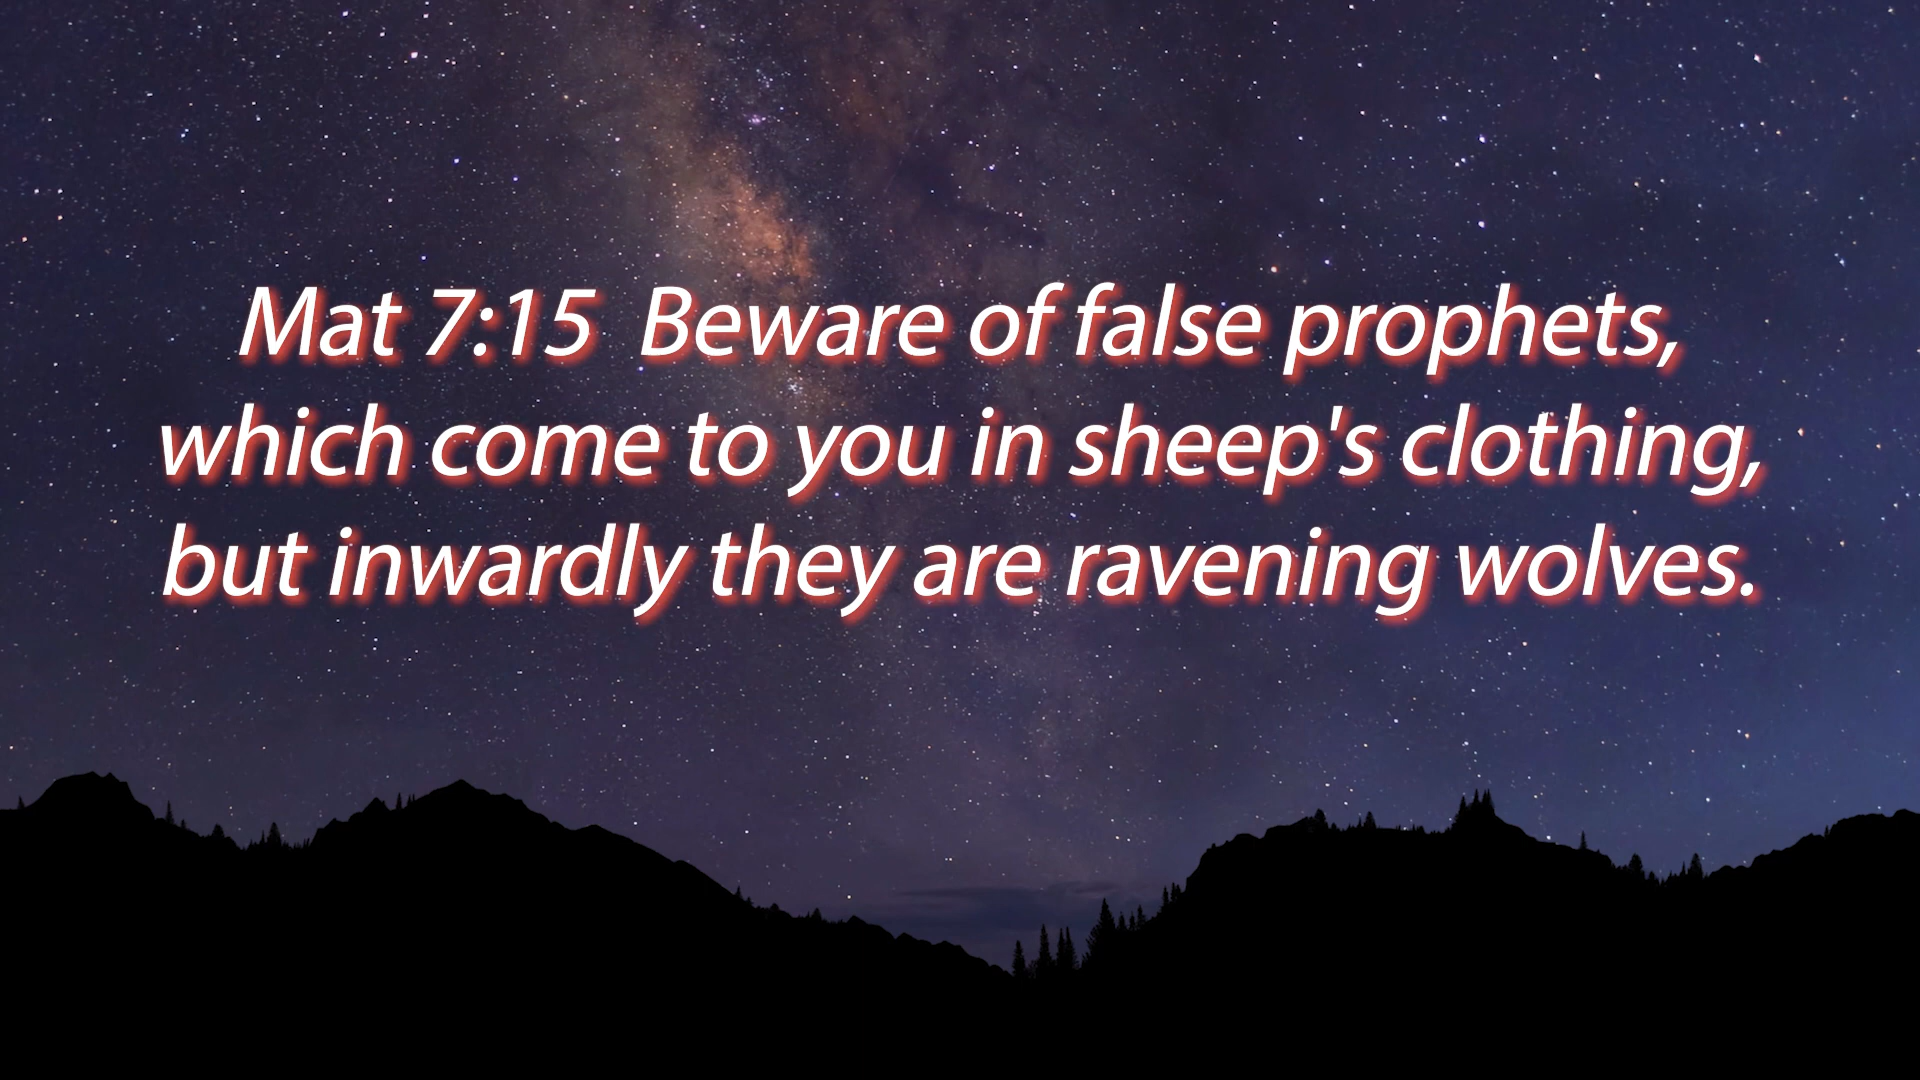 Mat 7:15  Beware of false prophets,
which come to you in sheep's clothing,
but inwardly they are ravening wolves.